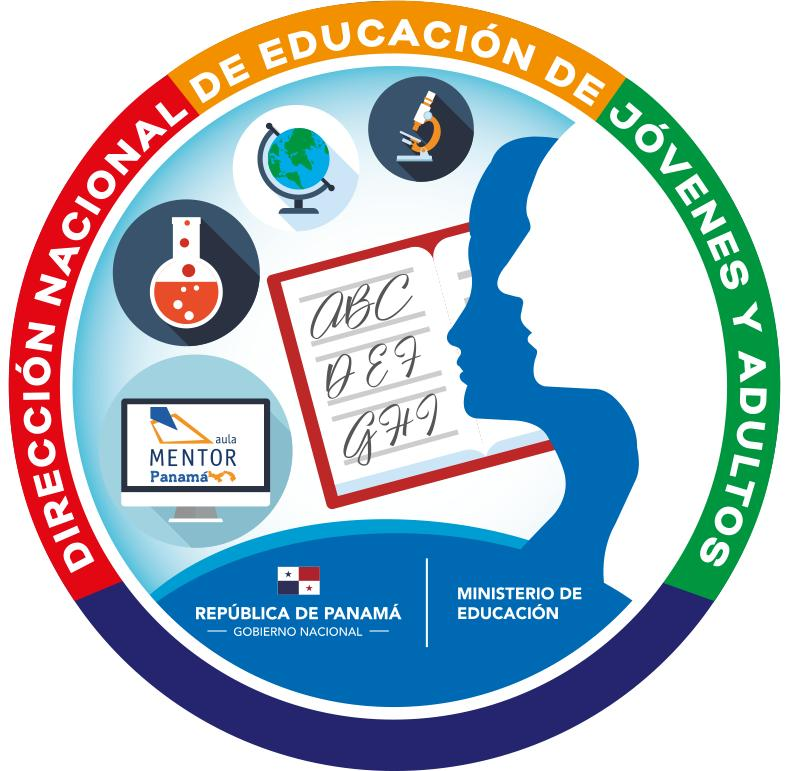 DIRECCIÓN NACIONAL DE EDUCACIÓN DE JÓVENES Y ADULTOS
ABC
DEF
GHI
aula
MENTOR
Panamá
REPÚBLICA DE PANAMÁ
GOBIERNO NACIONAL
MINISTERIO DE
EDUCACIÓN